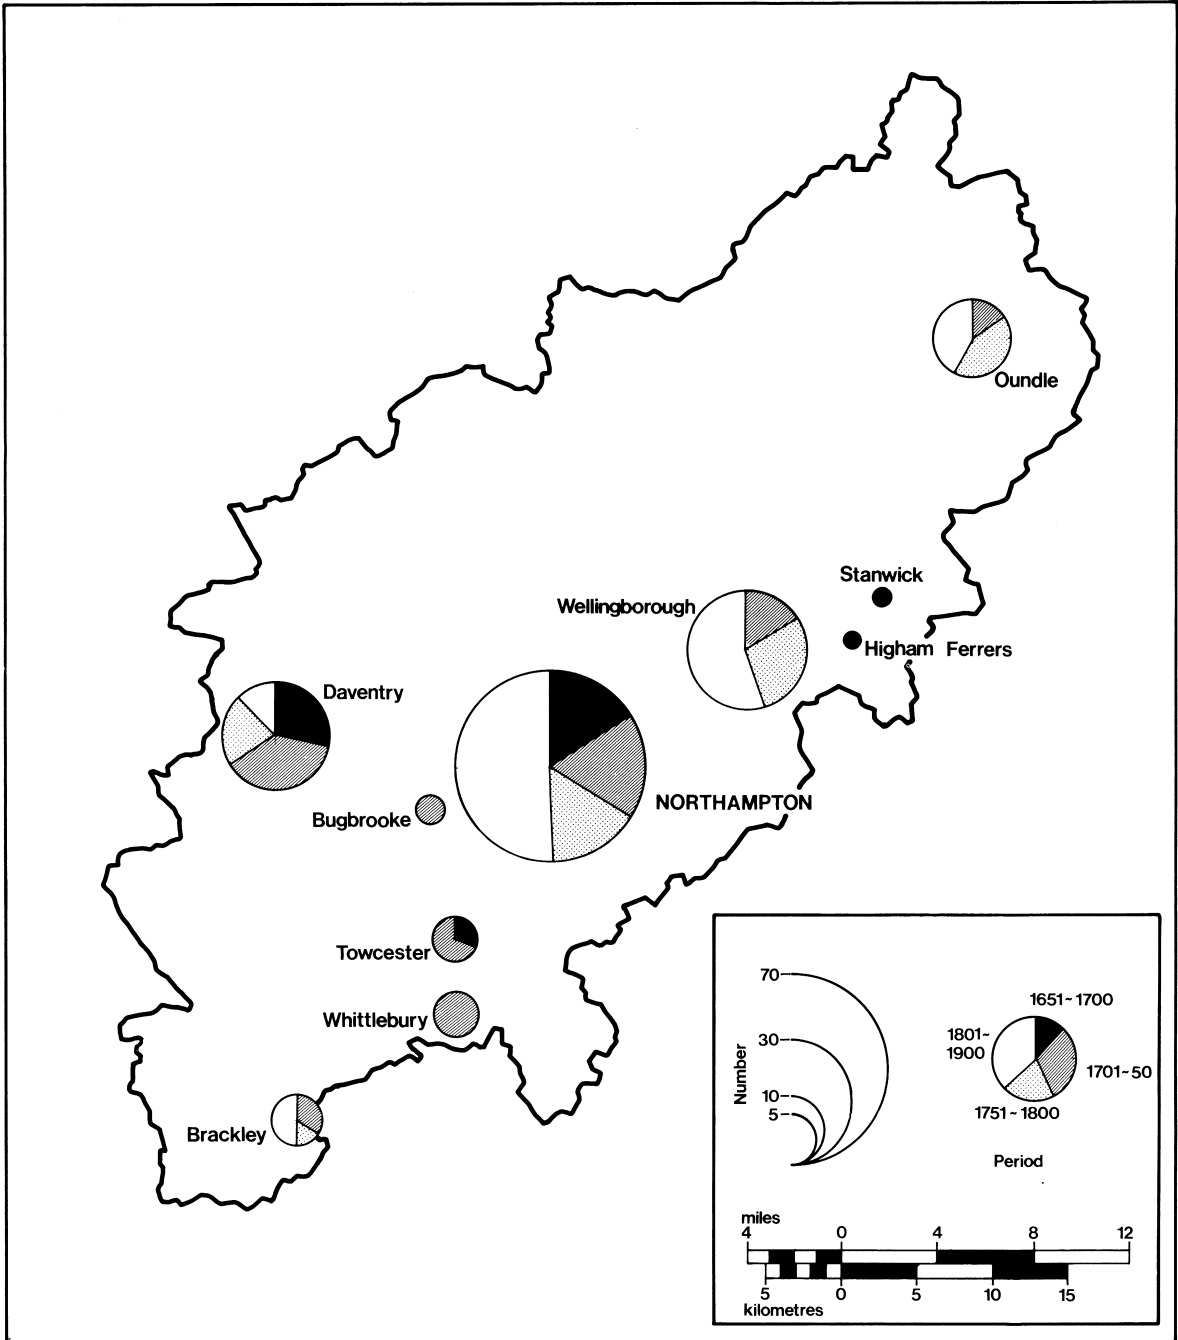 Oundle
Stanwick
Wellingborough
Higham Ferrers
Daventry
NORTHAMPTON
Bugbrooke
Towcester
Whittlebury
Brackley
70
30
10
5
Number
1651~1700
1801~
1900
1701~50
1751~1800
Period
miles
4 0 4 8 12
5 0 5 10 15
kilometres